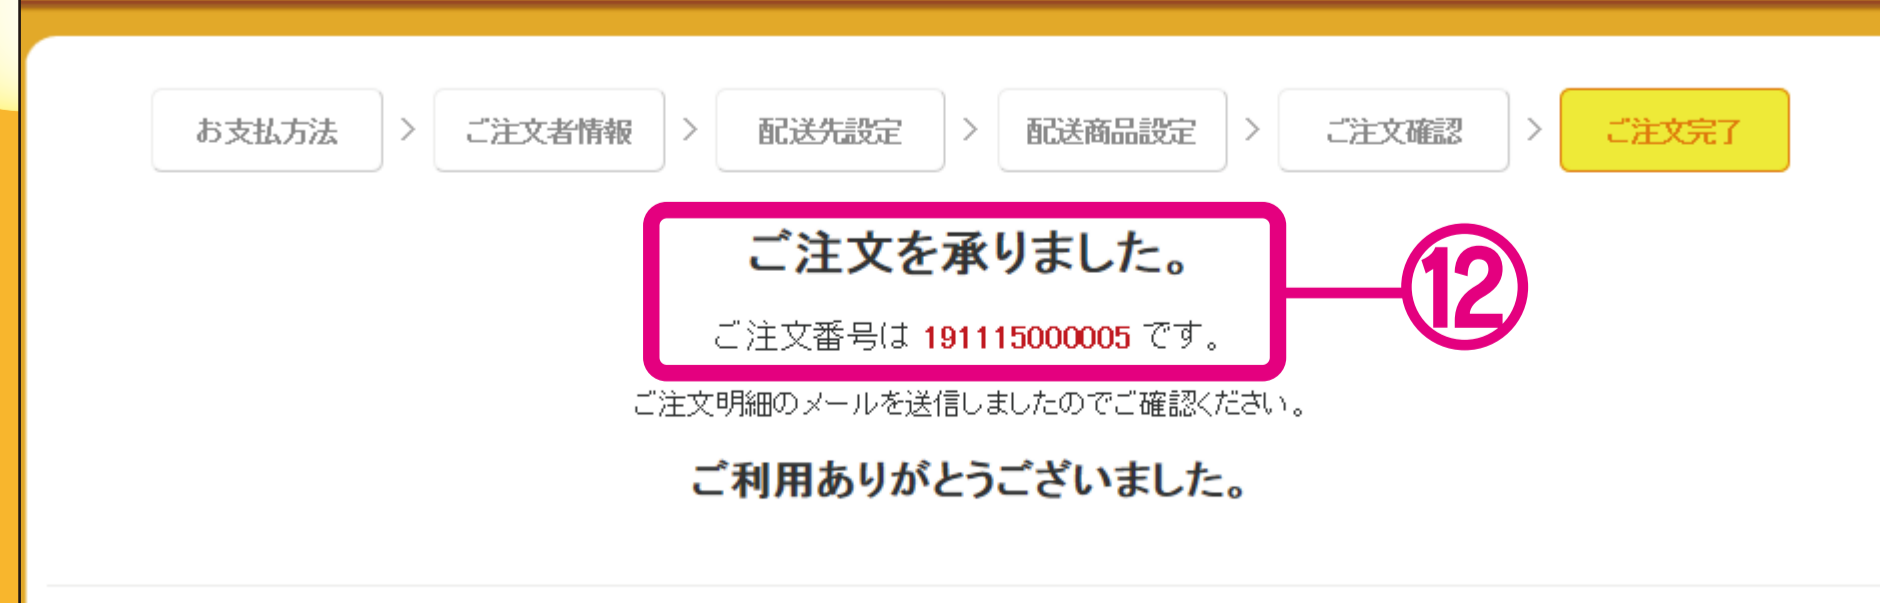 お支払方法 > ご注文者情報 > 配送先設定 > 配送商品設定 > ご注文確認 > ご注文完了
ご注文を承りました。
⑫
ご注文番号は 191115000005 です。
ご注文明細のメールを送信しましたのでご確認ください。
ご利用ありがとうございました。